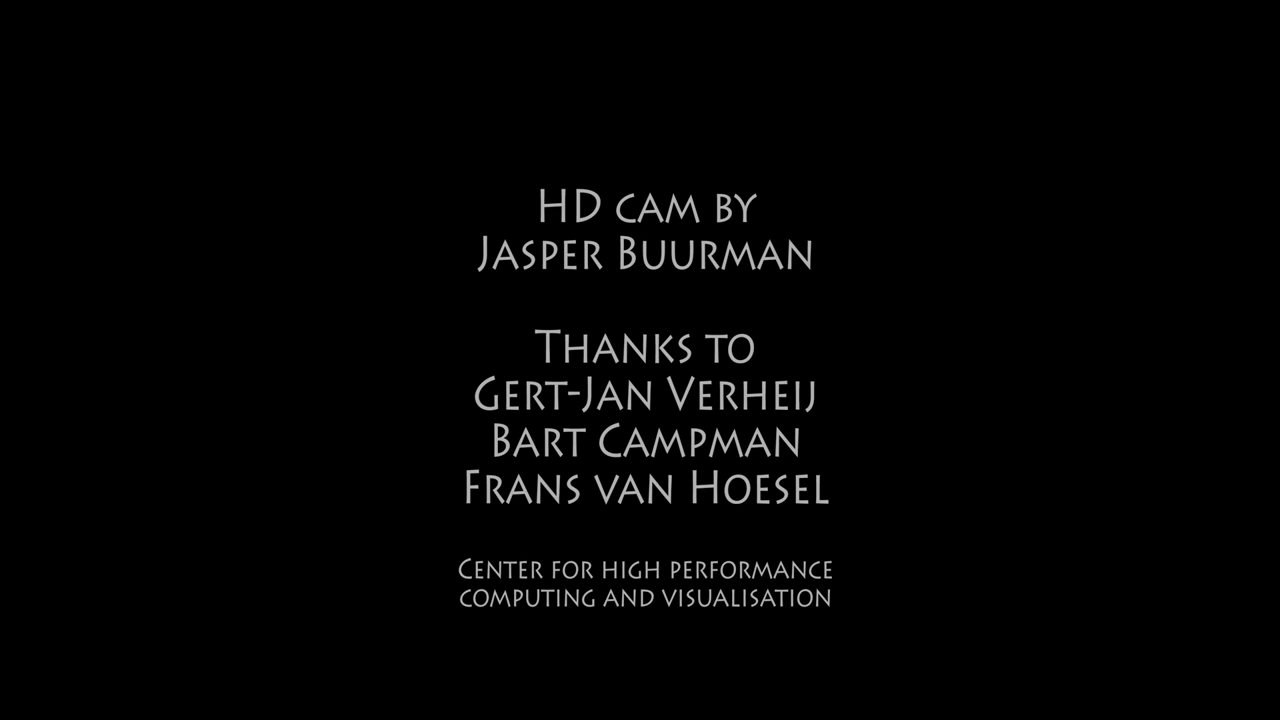 HD cam by
Jasper Buurman
Thanks to
Gert-Jan Verheij
Bart Campman
Frans van Hoesel
Center for high performance
computing and visualisation